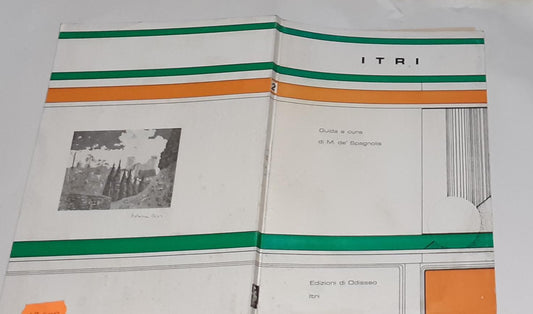 ITRI
2
Guida a cura
di M. de' Spagnolis
Edizioni di Odisseo
Itri